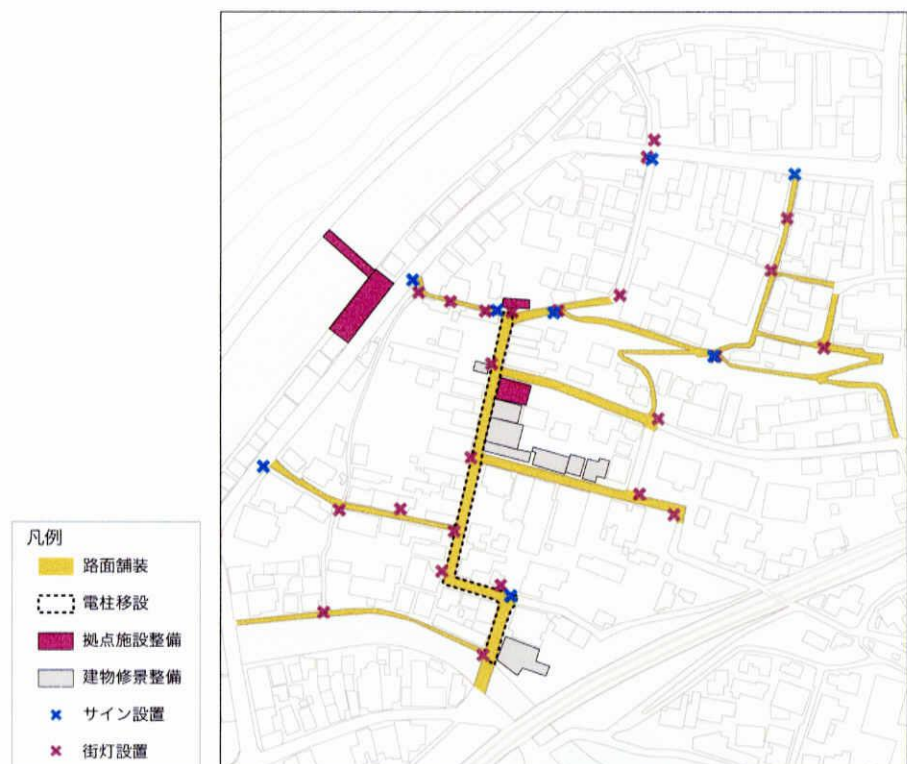 凡例
路面舗装
電柱移設
拠点施設整備
建物修景整備
サイン設置
街灯設置